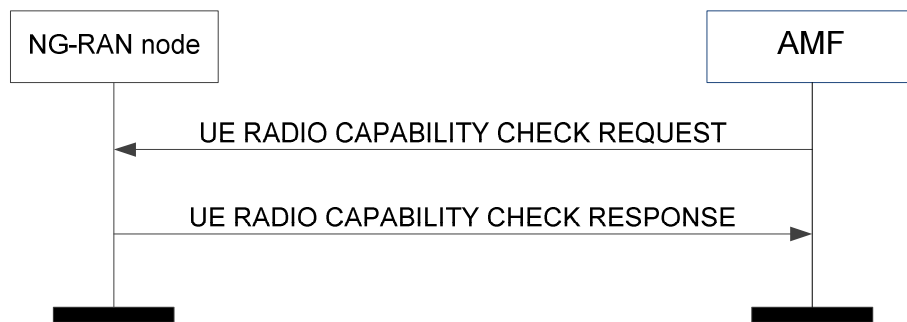 NG-RAN node
AMF
UE RADIO CAPABILITY CHECK REQUEST
UE RADIO CAPABILITY CHECK RESPONSE